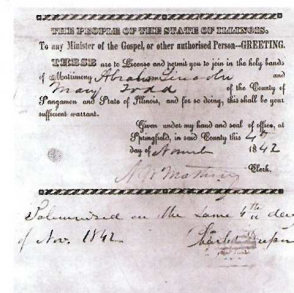 THE PEOPLE OF THE STATE OF ILLINOIS.
To any Minister of the Gospel, or other authorised Person—GREETING.
THESE are to License and permit you to join in the holy bands
of Matrimony Abraham Lincoln and
Mary Todd of the County of
Sangamon and State of Illinois, and for so doing, this shall be your
sufficient warrant.
Given under my hand and seal of office, at
Springfield, in said County this 4th
day of Novemb 1842
Clerk.
Solemnized on the same 4th day
of Nov. 1842 Charles